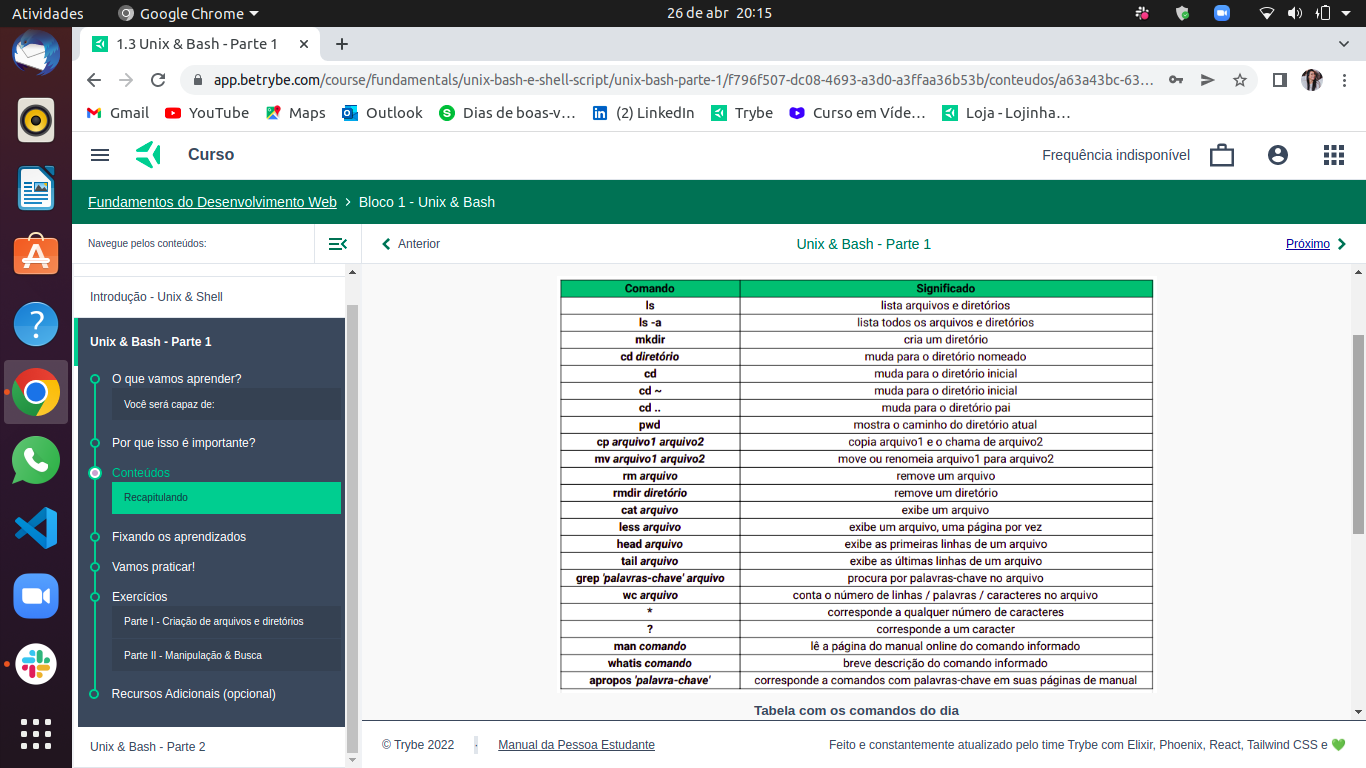 Atividades Google Chrome 26 de abr 20:15
1.3 Unix & Bash - Parte 1
app.betrybe.com/course/fundamentals/unix-bash-e-shell-script/unix-bash-parte-1/f796f507-dc08-4693-a3d0-a3ffaa36b53b/conteudos/a63a43bc-63...
Gmail YouTube Maps Outlook Dias de boas-v... (2) LinkedIn Trybe Curso em Víde... Loja - Lojinha...
Curso Frequência indisponível
Fundamentos do Desenvolvimento Web > Bloco 1 - Unix & Bash
Navegue pelos conteúdos:
Anterior Unix & Bash - Parte 1 Próximo
Introdução - Unix & Shell
Unix & Bash - Parte 1
O que vamos aprender?
Você será capaz de:
Por que isso é importante?
Conteúdos
Recapitulando
Fixando os aprendizados
Vamos praticar!
Exercícios
Parte I - Criação de arquivos e diretórios
Parte II - Manipulação & Busca
Recursos Adicionais (opcional)
Unix & Bash - Parte 2
Comando Significado
ls lista arquivos e diretórios
ls -a lista todos os arquivos e diretórios
mkdir cria um diretório
cd diretório muda para o diretório nomeado
cd muda para o diretório inicial
cd ~ muda para o diretório inicial
cd .. muda para o diretório pai
pwd mostra o caminho do diretório atual
cp arquivo1 arquivo2 copia arquivo1 e o chama de arquivo2
mv arquivo1 arquivo2 move ou renomeia arquivo1 para arquivo2
rm arquivo remove um arquivo
rmdir diretório remove um diretório
cat arquivo exibe um arquivo
less arquivo exibe um arquivo, uma página por vez
head arquivo exibe as primeiras linhas de um arquivo
tail arquivo exibe as últimas linhas de um arquivo
grep 'palavras-chave' arquivo procura por palavras-chave no arquivo
wc arquivo conta o número de linhas / palavras / caracteres no arquivo
* corresponde a qualquer número de caracteres
? corresponde a um caracter
man comando lê a página do manual online do comando informado
whatis comando breve descrição do comando informado
apropos 'palavra-chave' corresponde a comandos com palavras-chave em suas páginas de manual
Tabela com os comandos do dia
© Trybe 2022 - Manual da Pessoa Estudante Feito e constantemente atualizado pelo time Trybe com Elixir, Phoenix, React, Tailwind CSS e 💚